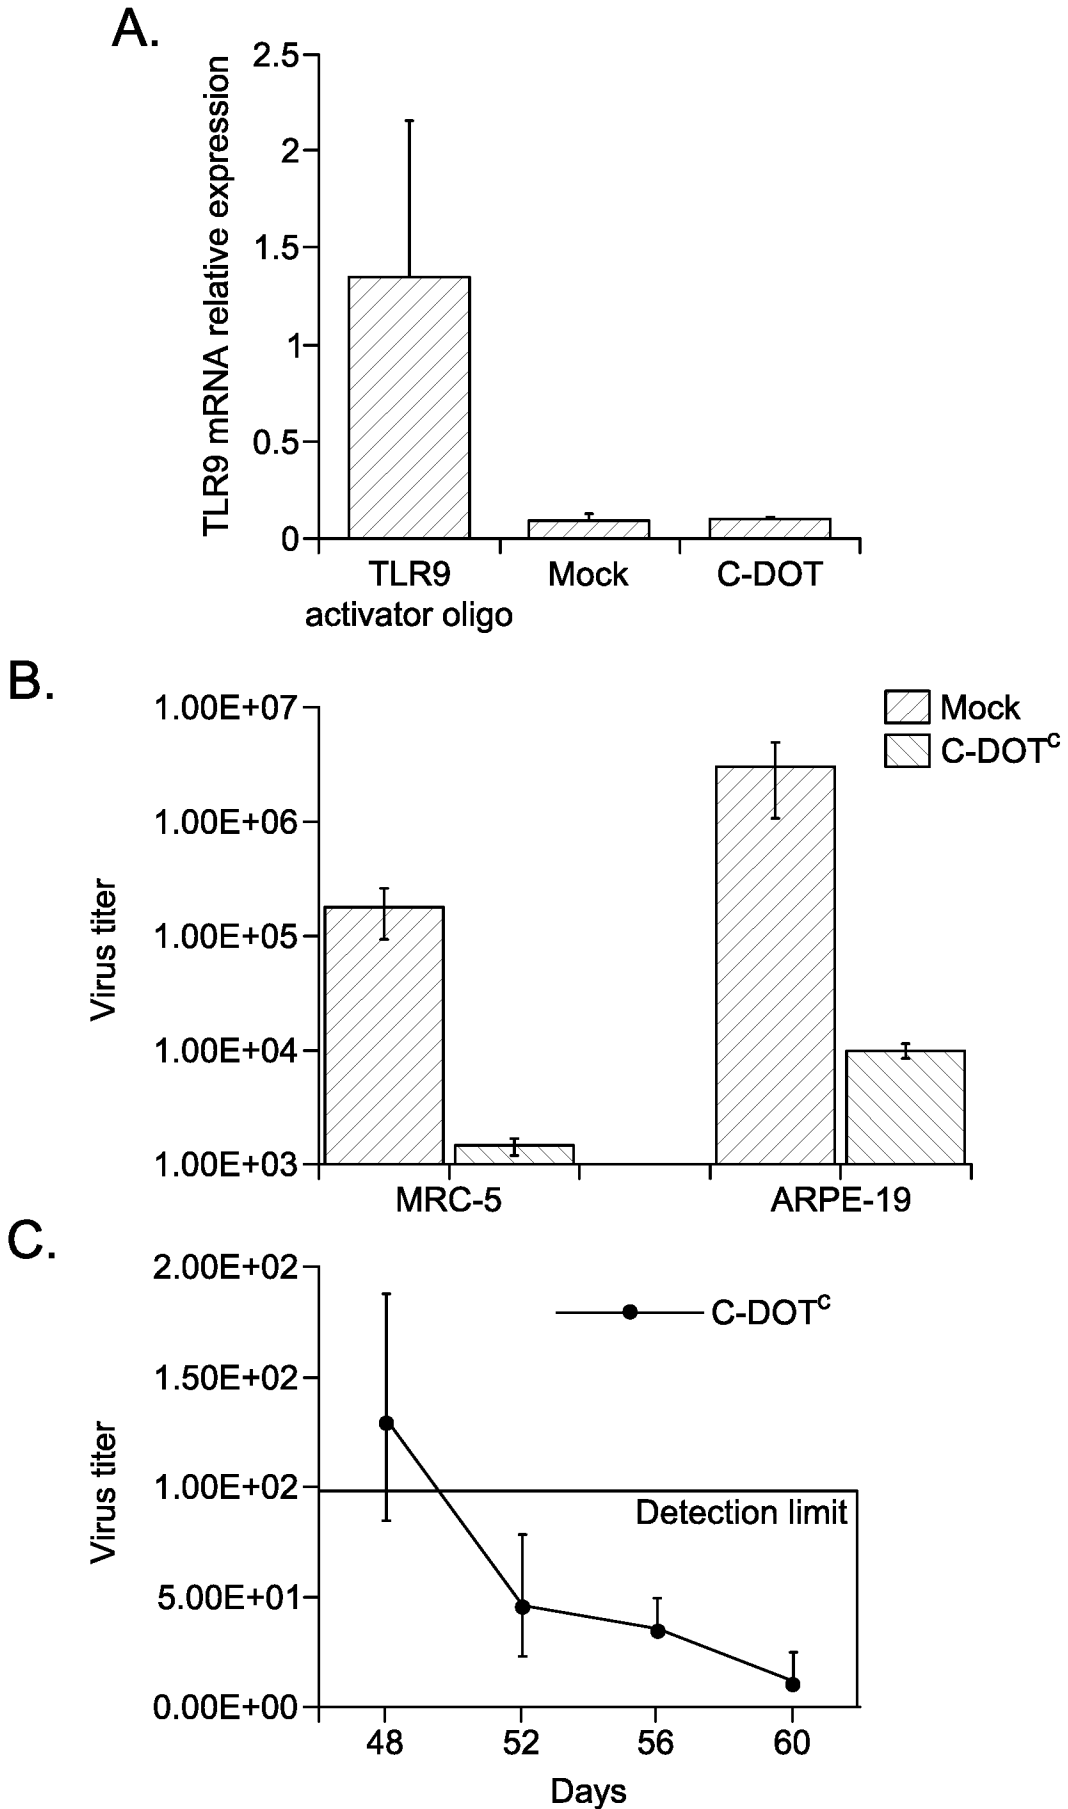 A.
TLR9 mRNA relative expression
2.5
2
1.5
1
0.5
0
TLR9
activator oligo
Mock
C-DOT
B.
Virus titer
1.00E+07
1.00E+06
1.00E+05
1.00E+04
1.00E+03
MRC-5
ARPE-19
Mock
C-DOTᶜ
C.
Virus titer
2.00E+02
1.50E+02
1.00E+02
5.00E+01
0.00E+00
C-DOTᶜ
Detection limit
48
52
56
60
Days